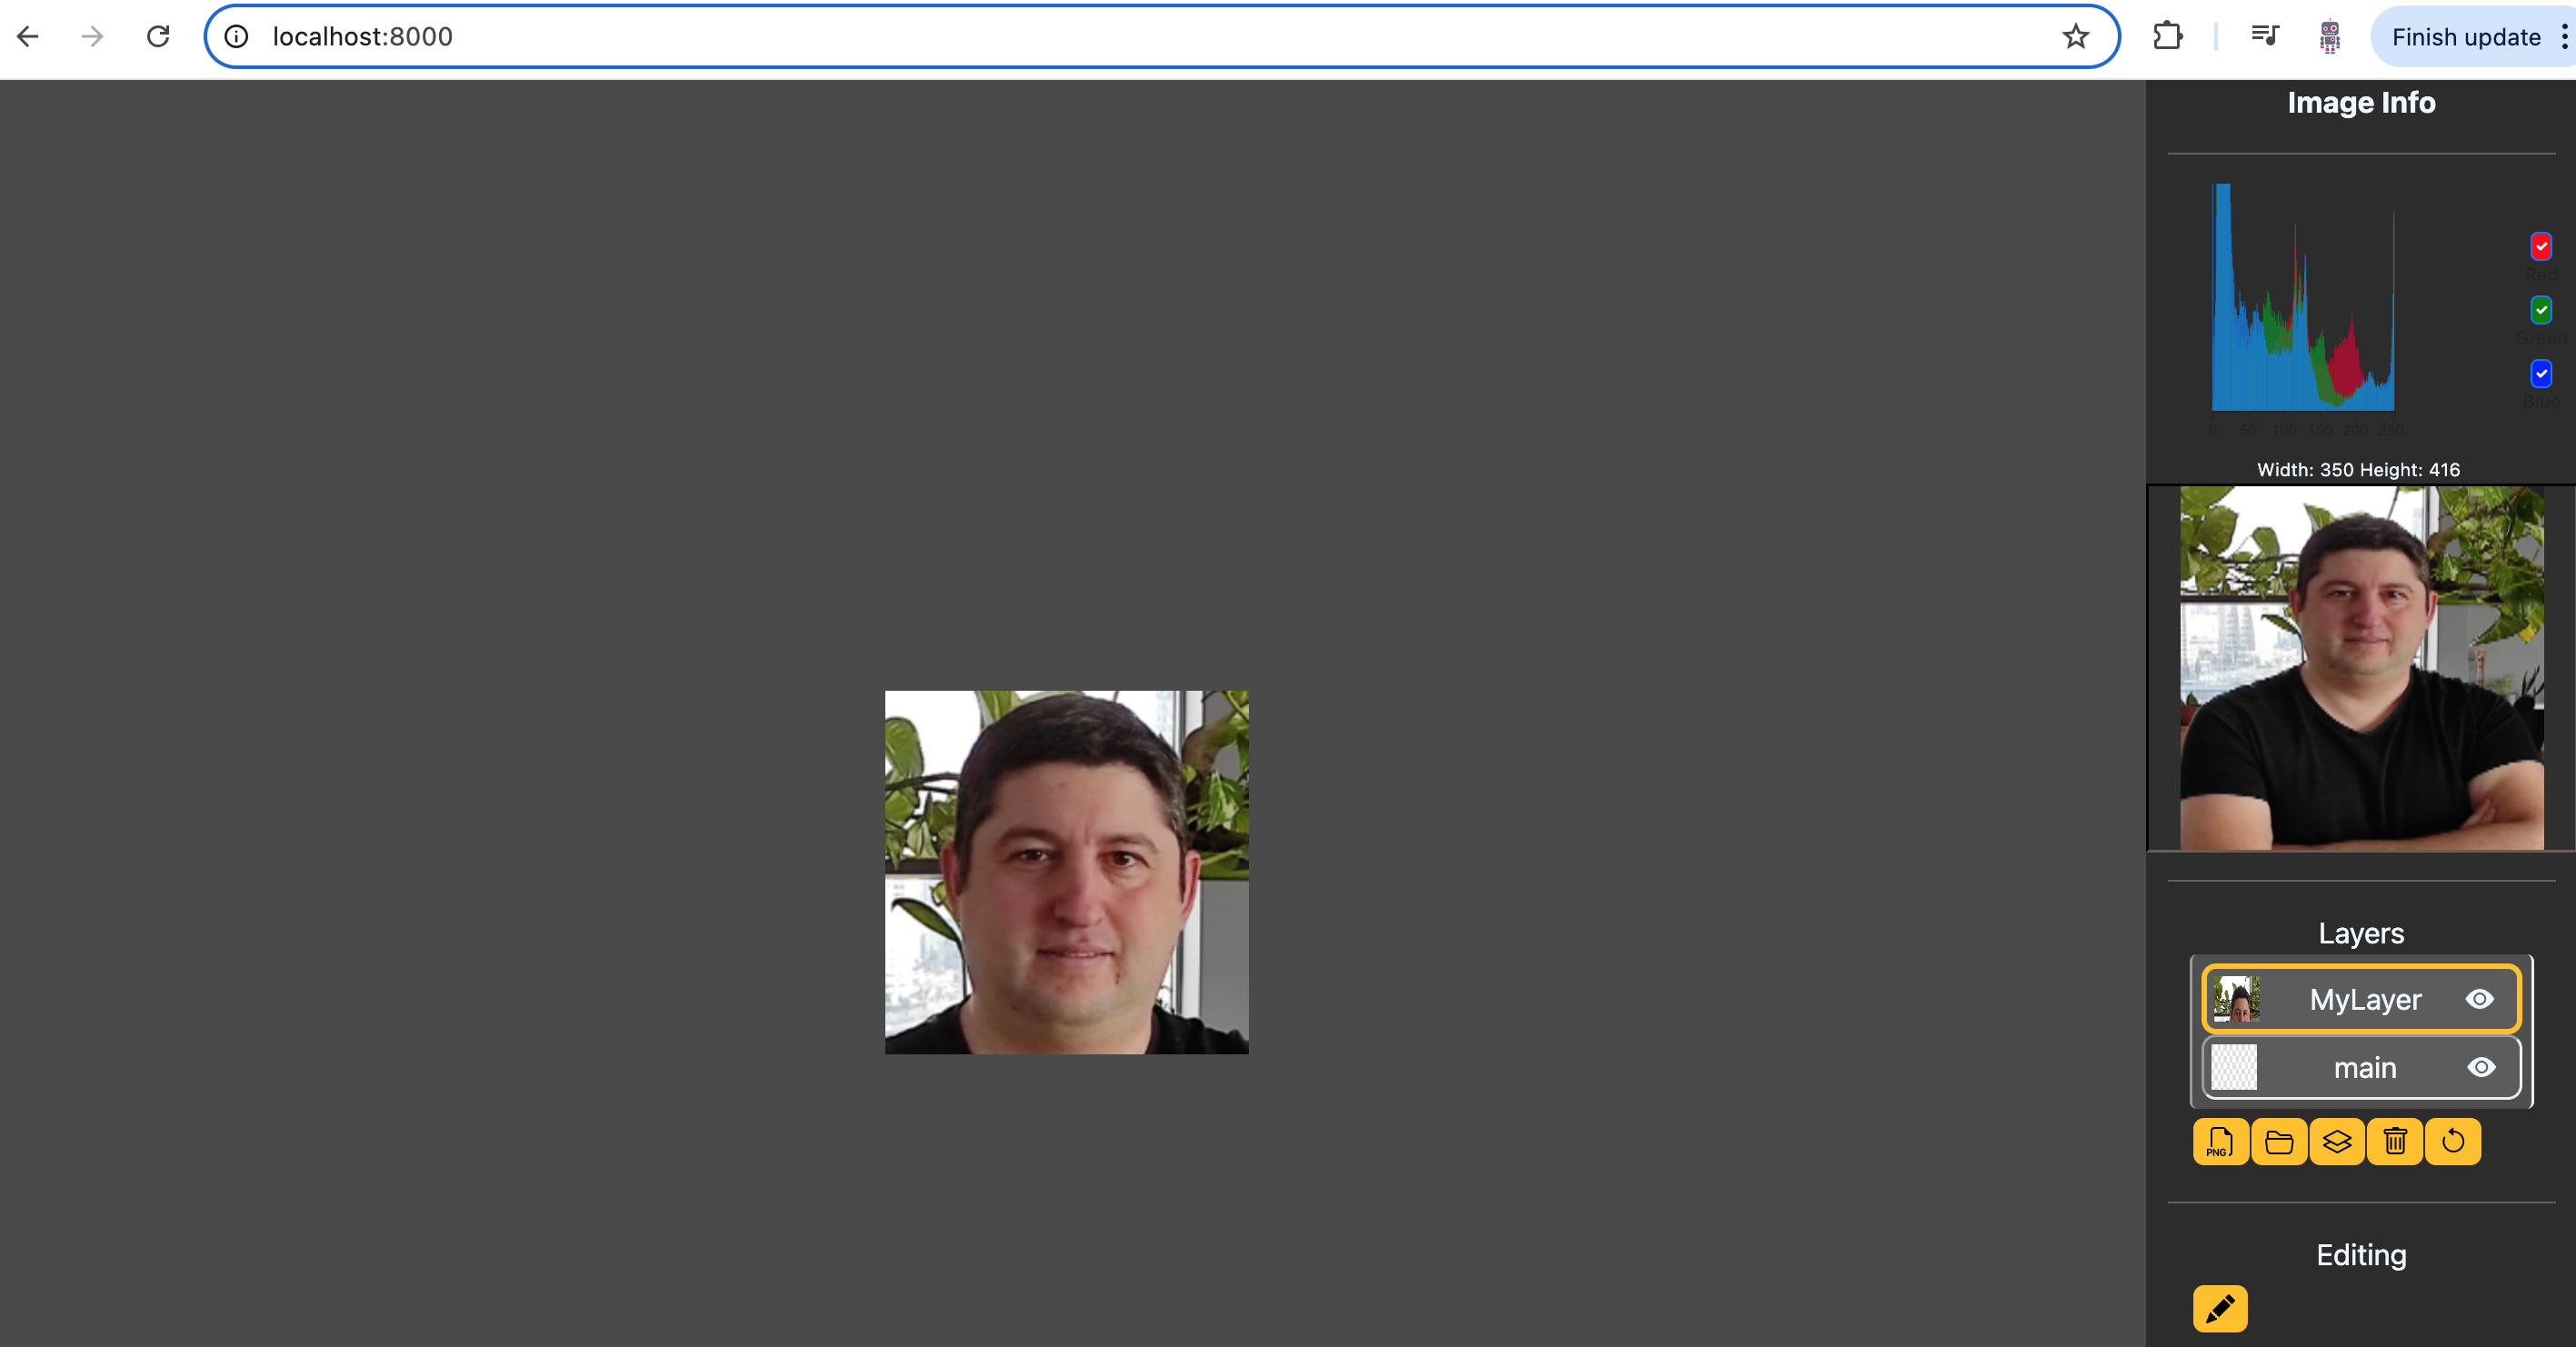 localhost:8000
Finish update
Image Info
Red
Green
Blue
0 50 100 150 200 250
Width: 350 Height: 416
Layers
MyLayer
main
PNG
Editing